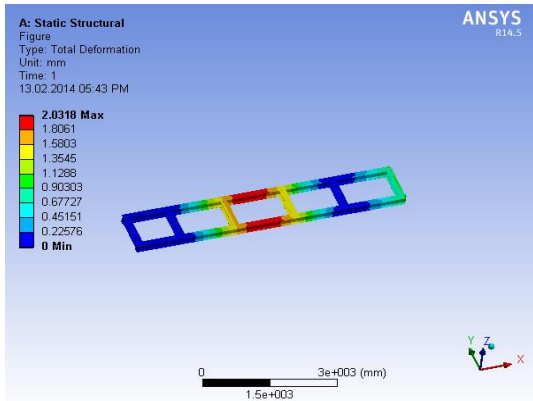 A: Static Structural
Figure
Type: Total Deformation
Unit: mm
Time: 1
13.02.2014 05:43 PM
ANSYS
R14.5
2.0318 Max
1.8061
1.5803
1.3545
1.1288
0.90303
0.67727
0.45151
0.22576
0 Min
Y
Z
X
0
3e+003 (mm)
1.5e+003